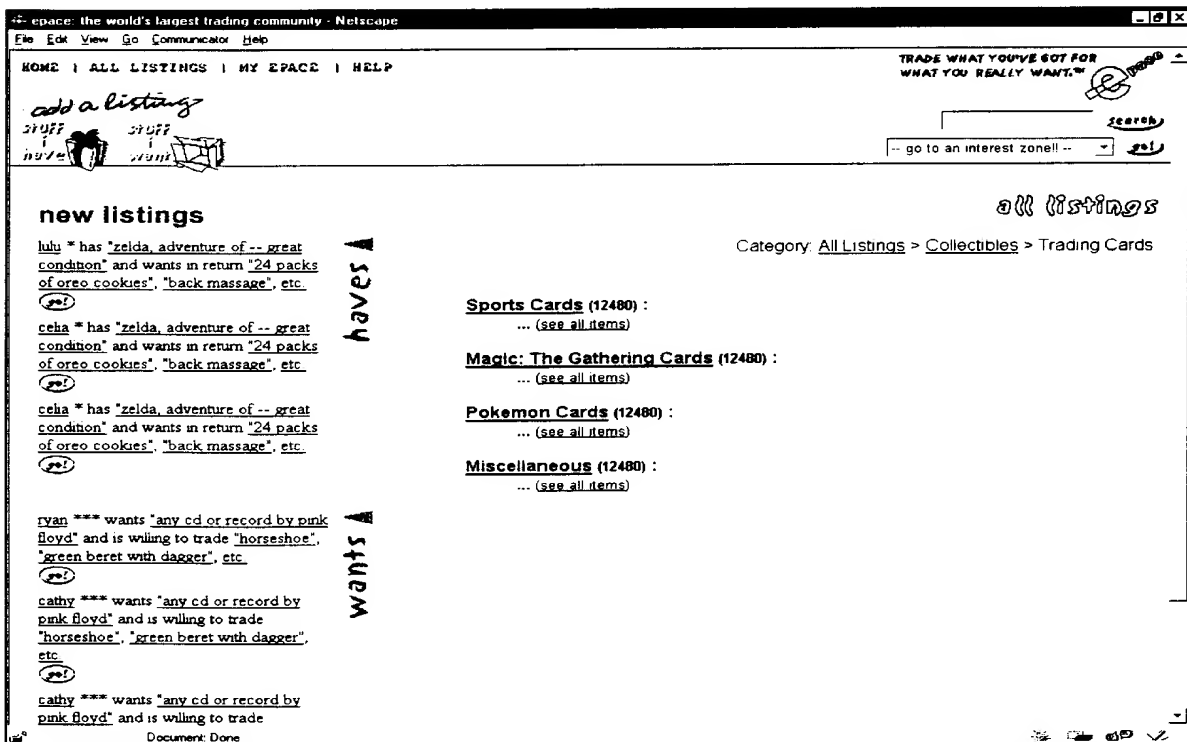 epace: the world's largest trading community - Netscape
File Edit View Go Communicator Help
HOME | ALL LISTINGS | MY EPACE | HELP
TRADE WHAT YOU'VE GOT FOR
WHAT YOU REALLY WANT.™
epace
add a listing
stuff i have
stuff i want
search
-- go to an interest zone!! --
go!
new listings
lulu * has "zelda, adventure of -- great
condition" and wants in return "24 packs
of oreo cookies", "back massage", etc.
go!
celia * has "zelda, adventure of -- great
condition" and wants in return "24 packs
of oreo cookies", "back massage", etc
go!
celia * has "zelda, adventure of -- great
condition" and wants in return "24 packs
of oreo cookies", "back massage", etc.
go!
haves
ryan *** wants "any cd or record by pink
floyd" and is willing to trade "horseshoe",
"green beret with dagger", etc
go!
cathy *** wants "any cd or record by
pink floyd" and is willing to trade
"horseshoe", "green beret with dagger",
etc.
go!
cathy *** wants "any cd or record by
pink floyd" and is willing to trade
wants
all listings
Category: All Listings > Collectibles > Trading Cards
Sports Cards (12480) :
... (see all items)
Magic: The Gathering Cards (12480) :
... (see all items)
Pokemon Cards (12480) :
... (see all items)
Miscellaneous (12480) :
... (see all items)
Document: Done